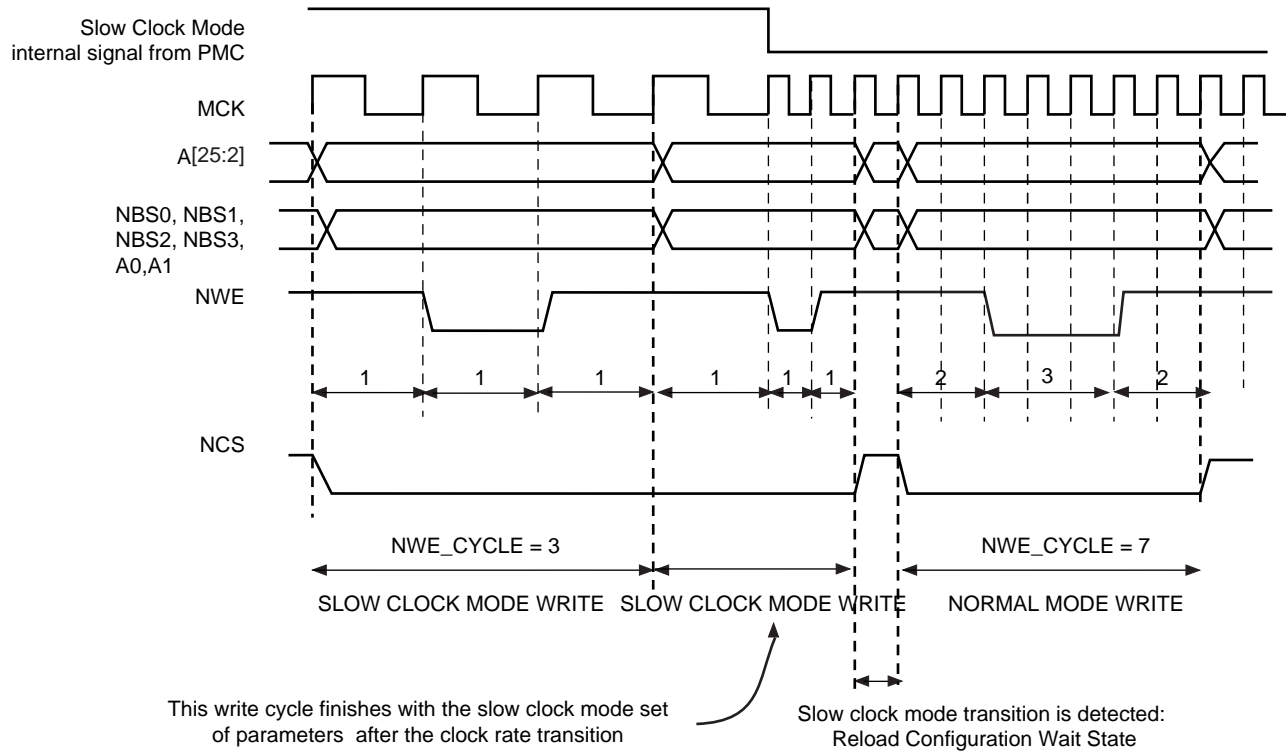 Slow Clock Mode
internal signal from PMC
MCK
A[25:2]
NBS0, NBS1,
NBS2, NBS3,
A0,A1
NWE
1 1 1 1 1 1 2 3 2
NCS
NWE_CYCLE = 3 NWE_CYCLE = 7
SLOW CLOCK MODE WRITE SLOW CLOCK MODE WRITE NORMAL MODE WRITE
This write cycle finishes with the slow clock mode set
of parameters after the clock rate transition
Slow clock mode transition is detected:
Reload Configuration Wait State